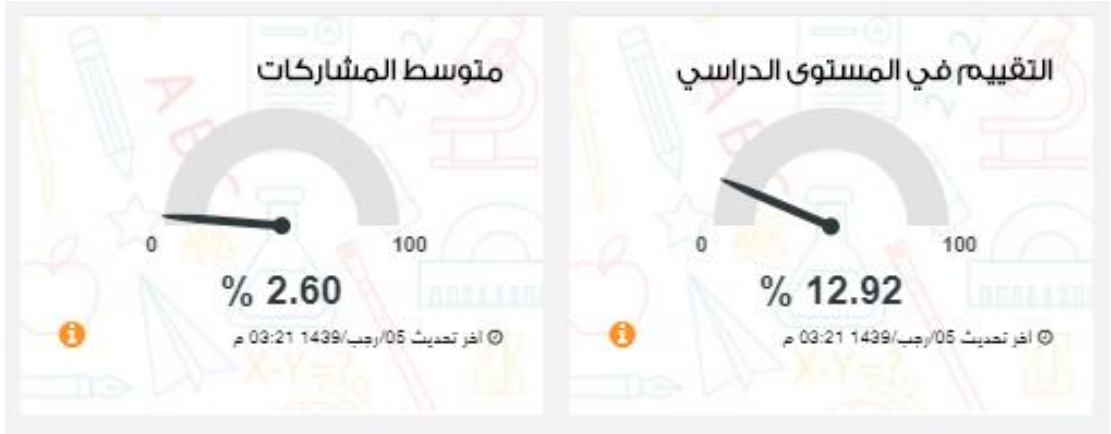 التقييم في المستوى الدراسي
0
100
% 12.92
اخر تحديث 05/رجب/1439 03:21 م
متوسط المشاركات
0
100
% 2.60
اخر تحديث 05/رجب/1439 03:21 م
A
B
C
X-Y=?